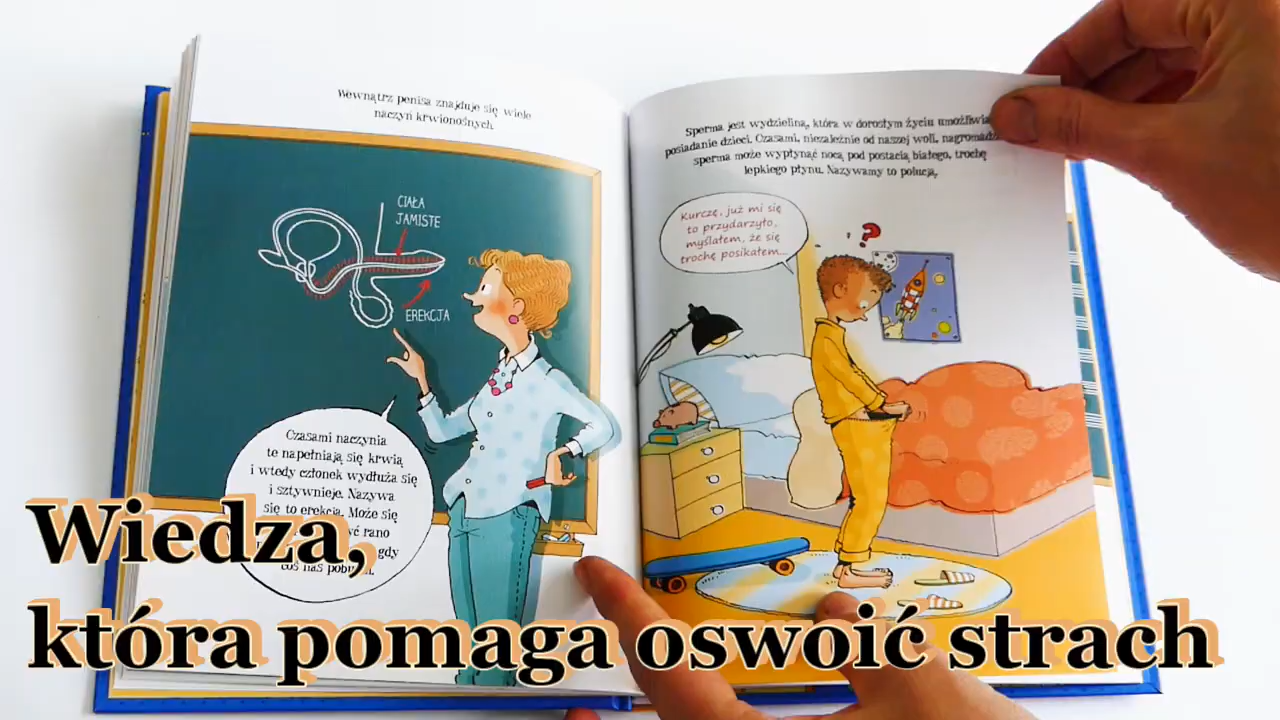 Wewnątrz penisa znajduje się wiele
naczyń krwionośnych.
CIAŁA
JAMISTE
EREKCJA
Czasami naczynia
te napełniają się krwią
i wtedy członek wydłuża się
i sztywnieje. Nazywa
się to erekcją. Może się
rano
gdy
coś nas
Sperma jest wydzieliną, która w dorosłym życiu umożliwia
posiadanie dzieci. Czasami, niezależnie od naszej woli,
sperma może wypłynąć nocą pod postacią białego, trochę
lepkiego płynu. Nazywamy to polucją.
Kurczę, już mi się
to przydarzyło,
myślałem, że się
trochę posikałem...
?
Wiedza,
która pomaga oswoić strach